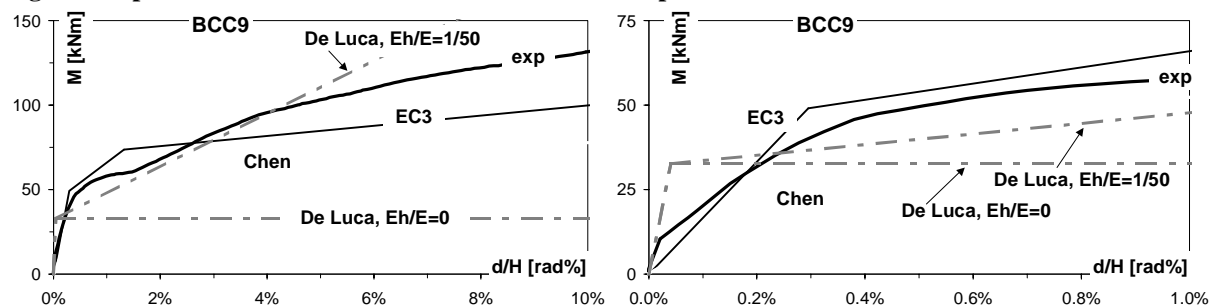 150
100
50
0
M [kNm]
BCC9
De Luca, Eh/E=1/50
exp
EC3
Chen
De Luca, Eh/E=0
d/H [rad%]
0%
2%
4%
6%
8%
10%
75
50
25
0
M [kNm]
BCC9
exp
EC3
De Luca, Eh/E=1/50
Chen
De Luca, Eh/E=0
d/H [rad%]
0.0%
0.2%
0.4%
0.6%
0.8%
1.0%